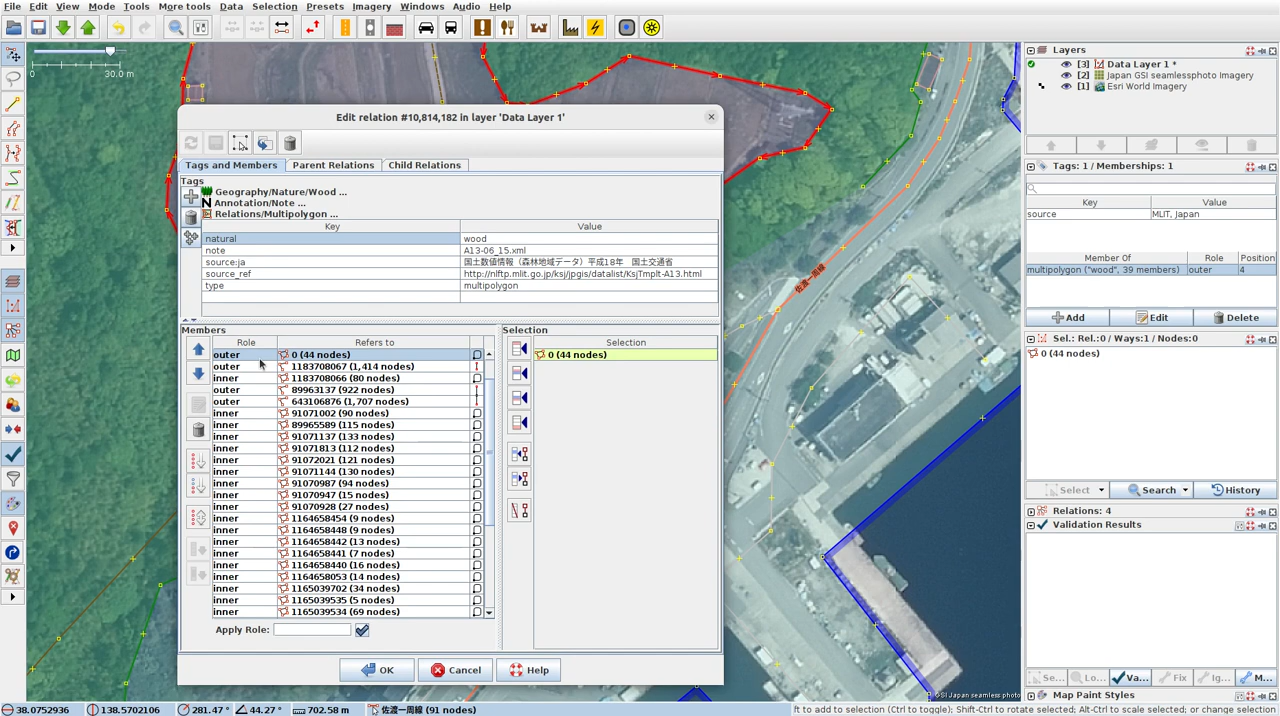 File Edit View Mode Tools More tools Data Selection Presets Imagery Windows Audio Help
0 30.0 m
佐渡一周線
© GSI Japan seamless photo
Edit relation #10,814,182 in layer 'Data Layer 1'
Tags and Members Parent Relations Child Relations
Tags
Geography/Nature/Wood ...
Annotation/Note ...
Relations/Multipolygon ...
Key Value
natural wood
note A13-06_15.xml
source:ja 国土数値情報（森林地域データ）平成18年 国土交通省
source_ref http://nlftp.mlit.go.jp/ksj/jpgis/datalist/KsjTmplt-A13.html
type multipolygon
Members
Role Refers to
outer 0 (44 nodes)
outer 1183708067 (1,414 nodes)
inner 1183708066 (80 nodes)
outer 89963137 (922 nodes)
outer 643106876 (1,707 nodes)
inner 91071002 (90 nodes)
inner 89965589 (115 nodes)
inner 91071137 (133 nodes)
inner 91071813 (112 nodes)
inner 91072021 (121 nodes)
inner 91071144 (130 nodes)
inner 91070987 (94 nodes)
inner 91070947 (15 nodes)
inner 91070928 (27 nodes)
inner 1164658454 (9 nodes)
inner 1164658448 (9 nodes)
inner 1164658442 (13 nodes)
inner 1164658441 (7 nodes)
inner 1164658440 (16 nodes)
inner 1164658053 (14 nodes)
inner 1165039702 (34 nodes)
inner 1165039535 (5 nodes)
inner 1165039534 (69 nodes)
Apply Role:
Selection
Selection
0 (44 nodes)
OK Cancel Help
Layers
[3] Data Layer 1 *
[2] Japan GSI seamlessphoto Imagery
[1] Esri World Imagery
Tags: 1 / Memberships: 1
Key Value
source MLIT, Japan
Member Of Role Position
multipolygon ("wood", 39 members) outer 4
Add Edit Delete
Sel.: Rel.:0 / Ways:1 / Nodes:0
0 (44 nodes)
Select Search History
Relations: 4
Validation Results
Se... Lo... Va... Fix Ig... M...
Map Paint Styles
38.0752936 138.5702106 281.47° 44.27° 702.58 m 佐渡一周線 (91 nodes) ft to add to selection (Ctrl to toggle); Shift-Ctrl to rotate selected; Alt-Ctrl to scale selected; or change selection